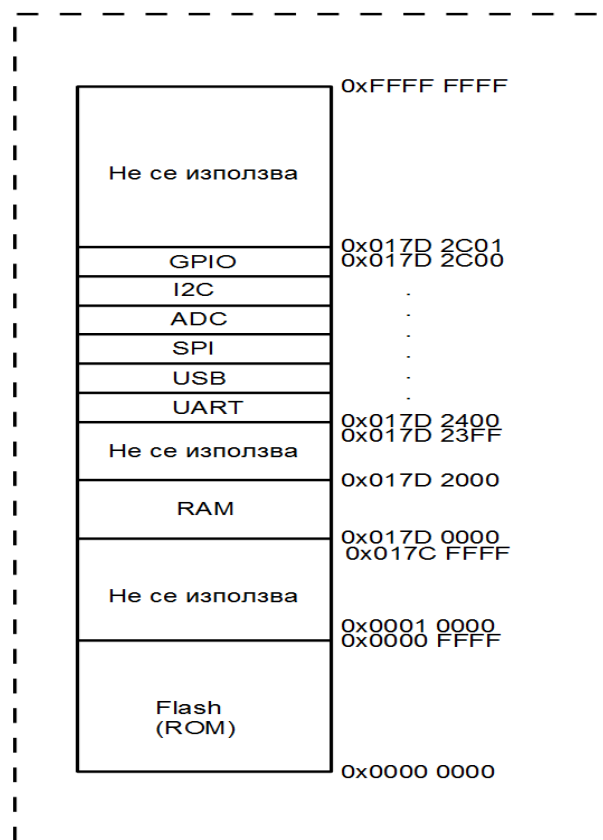 0xFFFF FFFF
Не се използва
0x017D 2C01
GPIO
0x017D 2C00
I2C
ADC
SPI
USB
UART
0x017D 2400
0x017D 23FF
Не се използва
0x017D 2000
RAM
0x017D 0000
0x017C FFFF
Не се използва
0x0001 0000
0x0000 FFFF
Flash
(ROM)
0x0000 0000